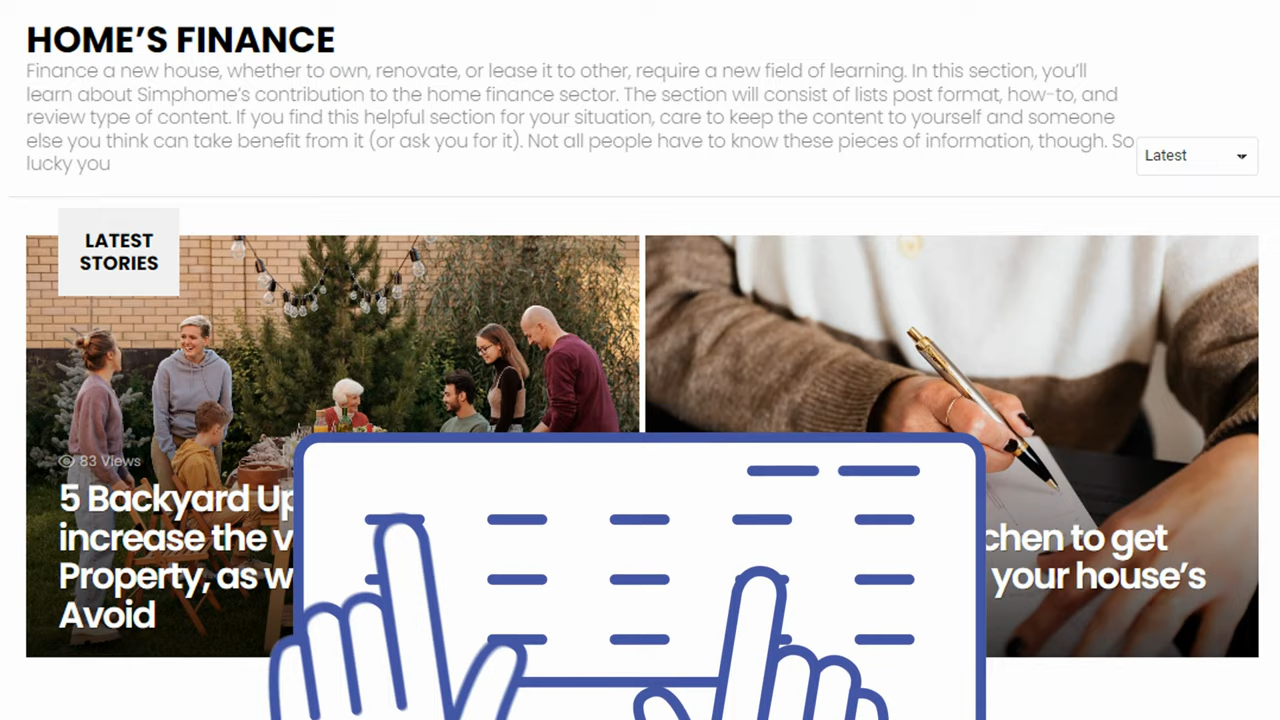 HOME’S FINANCE
Finance a new house, whether to own, renovate, or lease it to other, require a new field of learning. In this section, you’ll
learn about Simphome’s contribution to the home finance sector. The section will consist of lists post format, how-to, and
review type of content. If you find this helpful section for your situation, care to keep the content to yourself and someone
else you think can take benefit from it (or ask you for it). Not all people have to know these pieces of information, though. So
lucky you
Latest
LATEST
STORIES
83 Views
5 Backyard Up
increase the v
Property, as w
Avoid
chen to get
your house’s